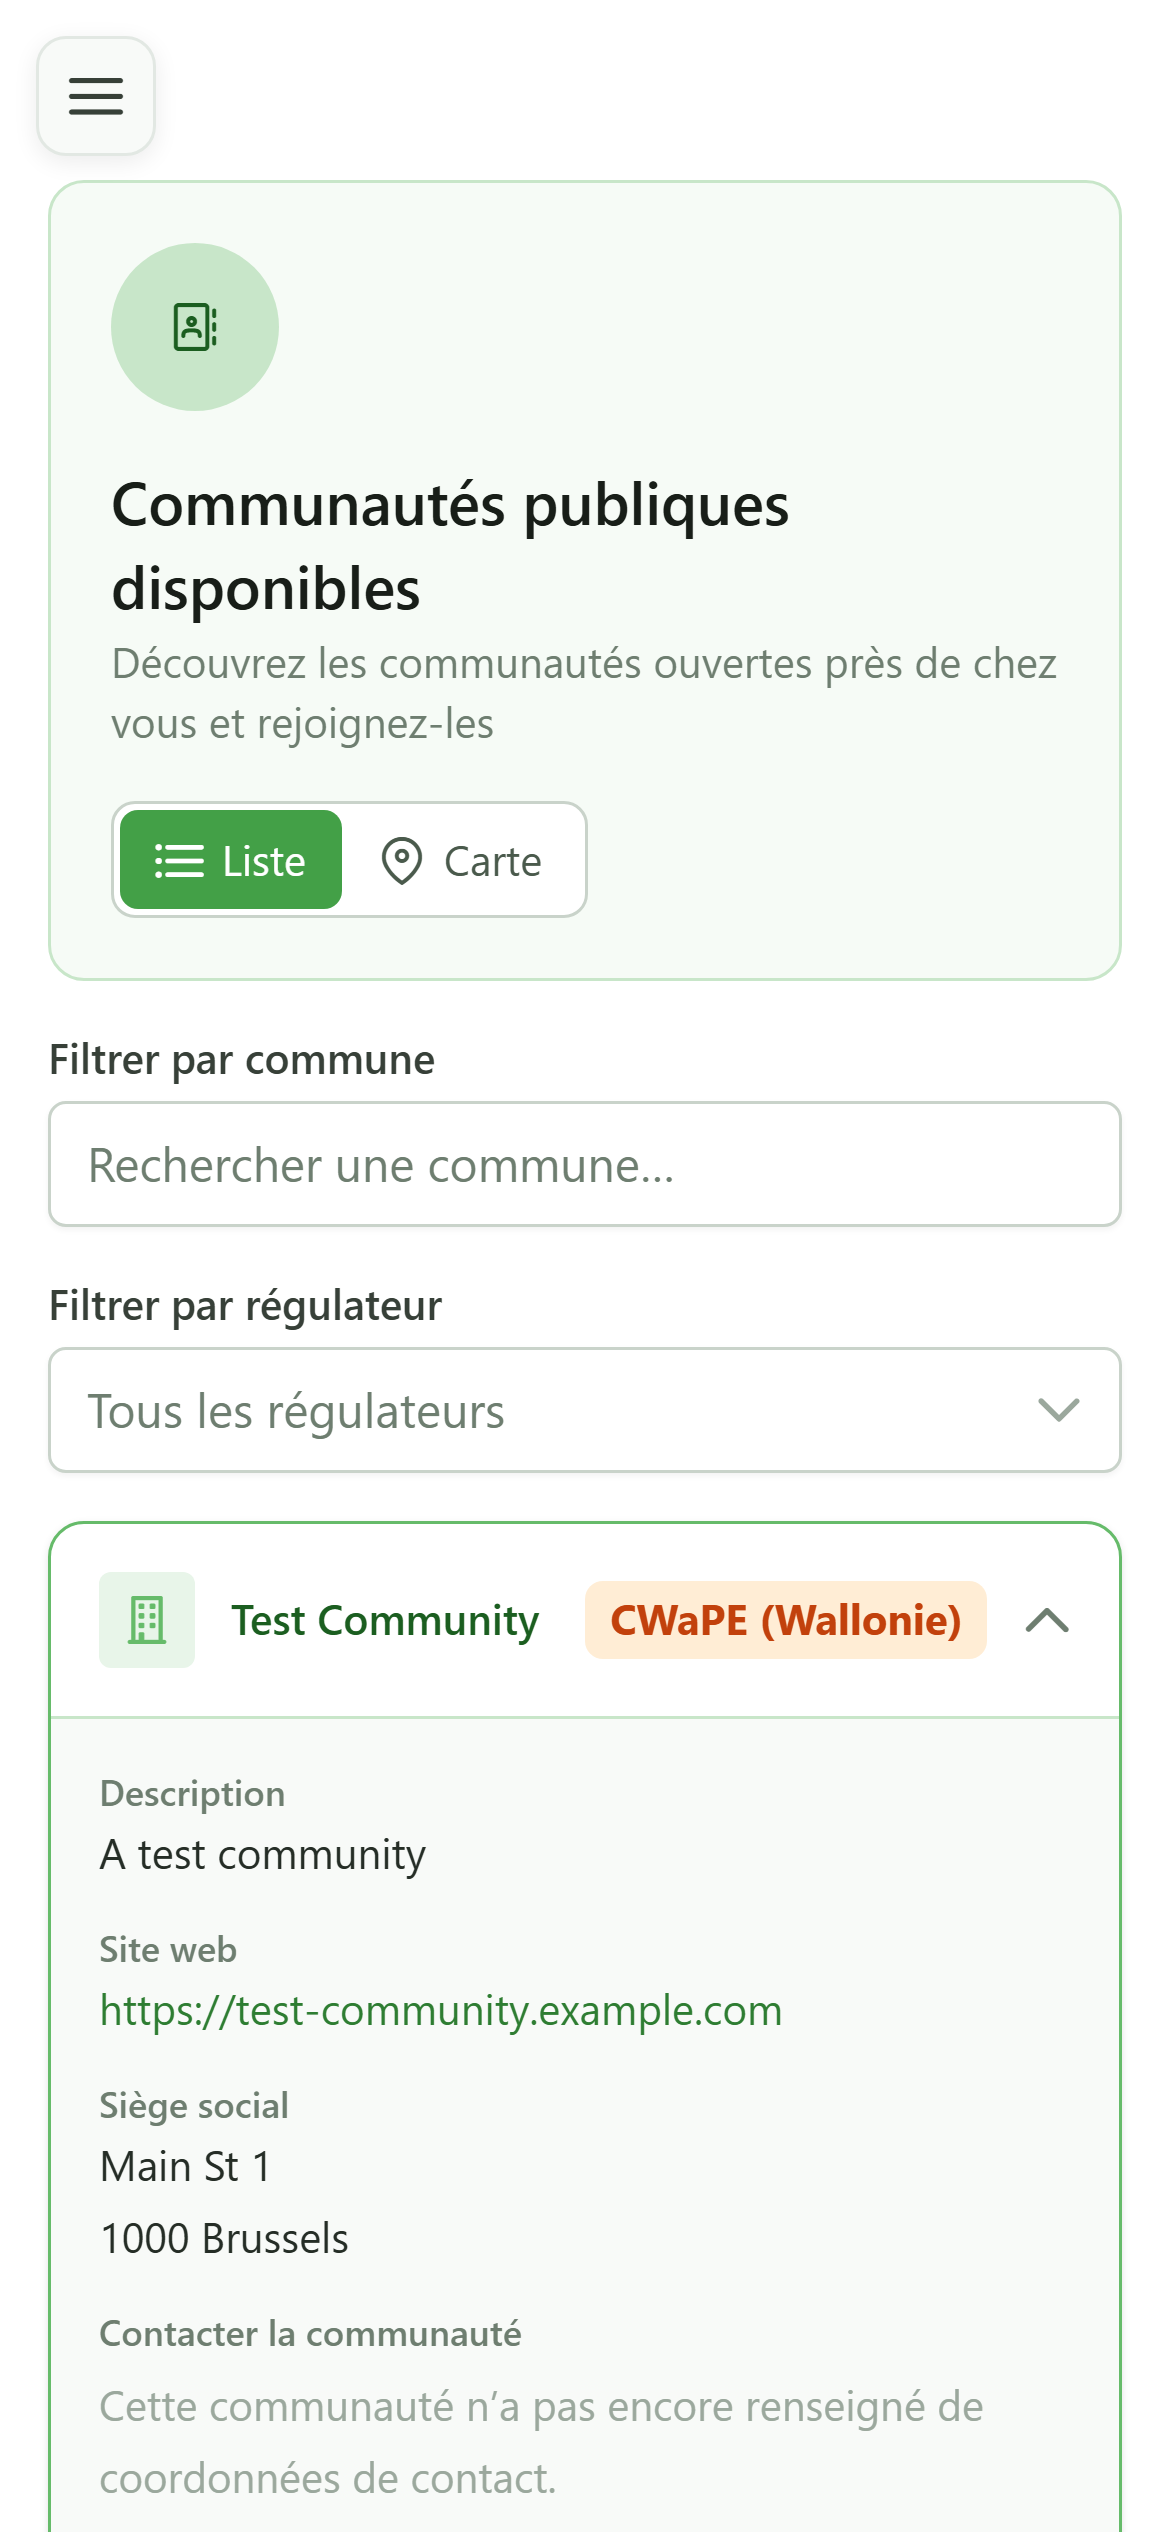 Communautés publiques
disponibles
Découvrez les communautés ouvertes près de chez
vous et rejoignez-les
Liste
Carte
Filtrer par commune
Rechercher une commune...
Filtrer par régulateur
Tous les régulateurs
Test Community
CWaPE (Wallonie)
Description
A test community
Site web
https://test-community.example.com
Siège social
Main St 1
1000 Brussels
Contacter la communauté
Cette communauté n’a pas encore renseigné de
coordonnées de contact.